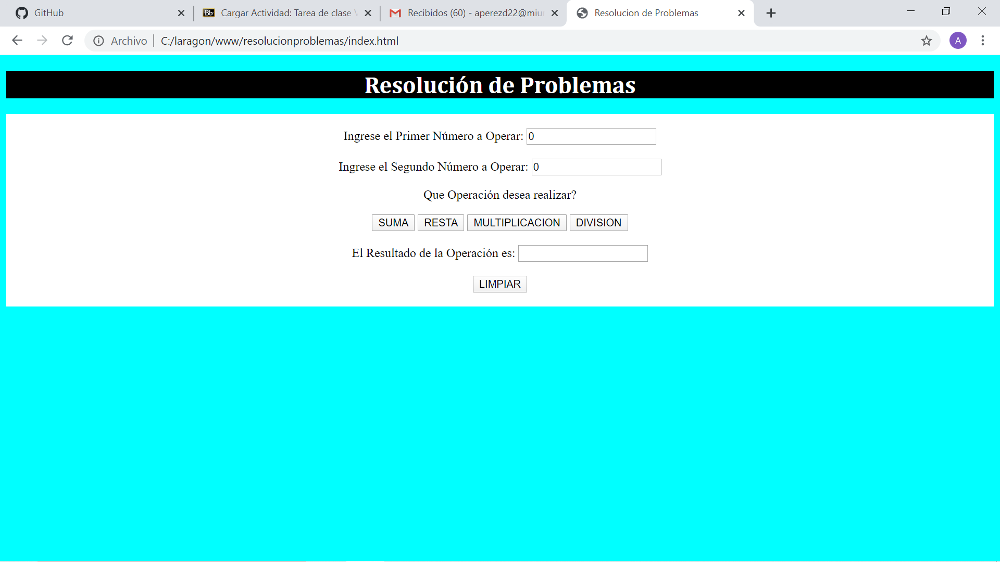 GitHub
Cargar Actividad: Tarea de clase
Recibidos (60) - aperezd22@miu
Resolucion de Problemas
Archivo
C:/laragon/www/resolucionproblemas/index.html
A
Resolución de Problemas
Ingrese el Primer Número a Operar: 0
Ingrese el Segundo Número a Operar: 0
Que Operación desea realizar?
SUMA RESTA MULTIPLICACION DIVISION
El Resultado de la Operación es:
LIMPIAR